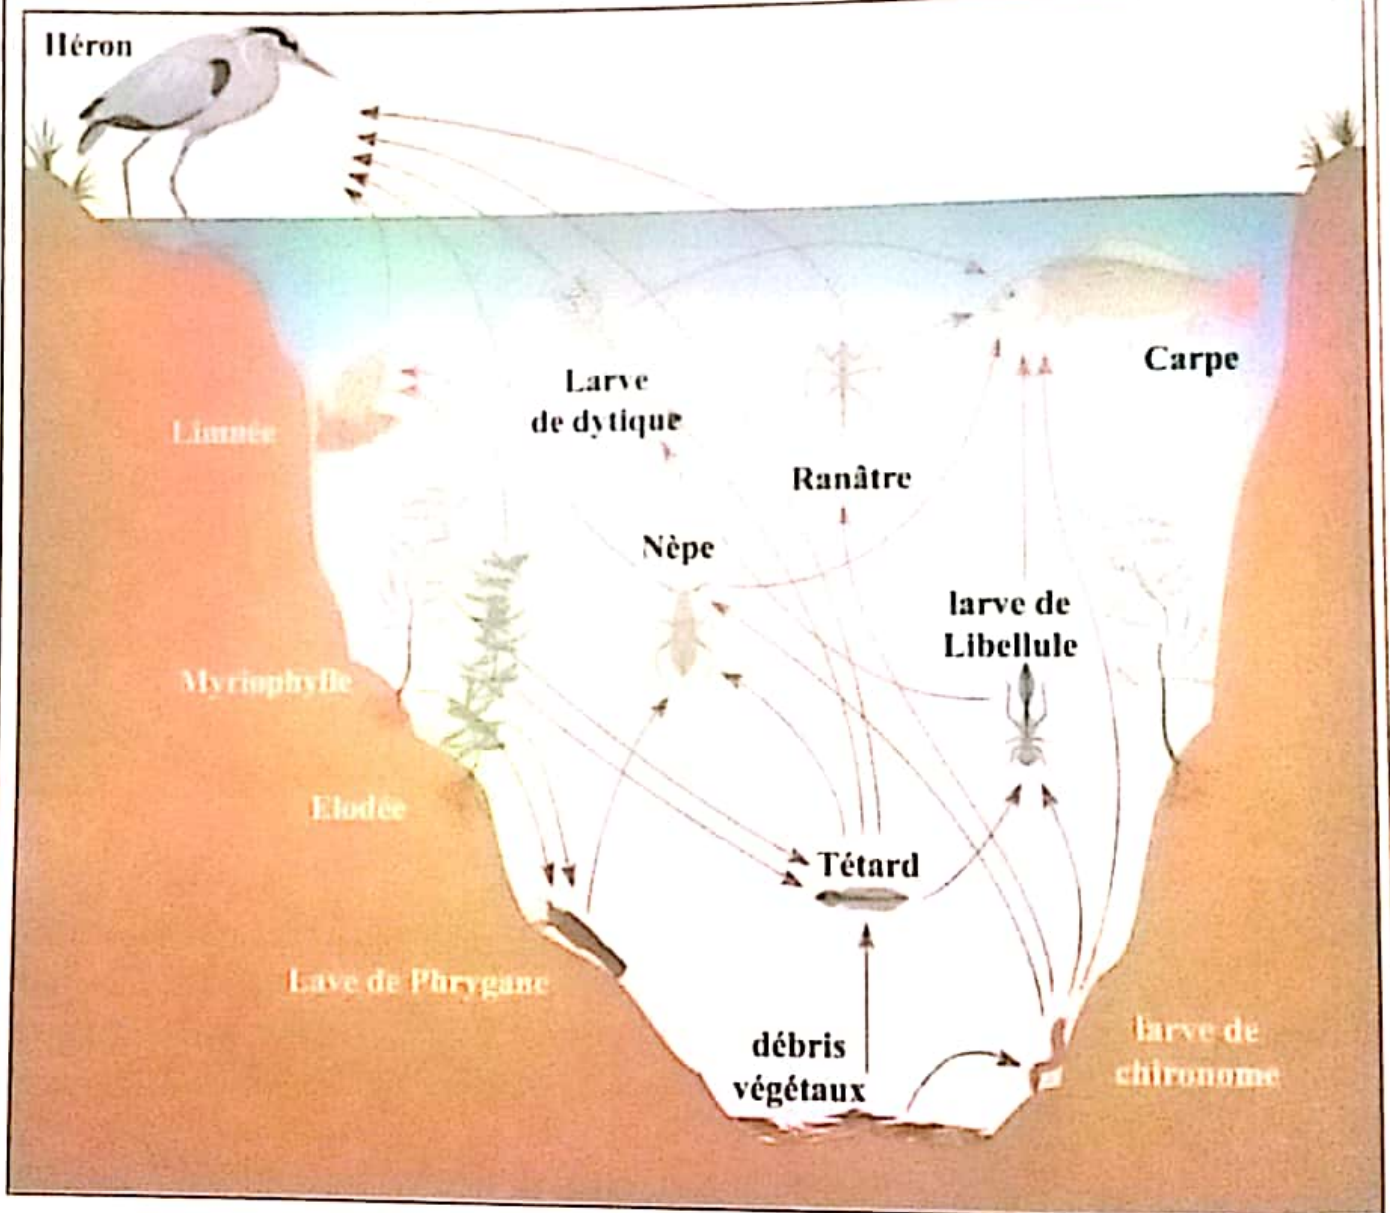 Héron
Carpe
Larve
de dytique
Limnée
Ranâtre
Nèpe
larve de
Libellule
Myriophylle
Elodée
Tétard
Lave de Phrygane
débris
végétaux
larve de
chironome